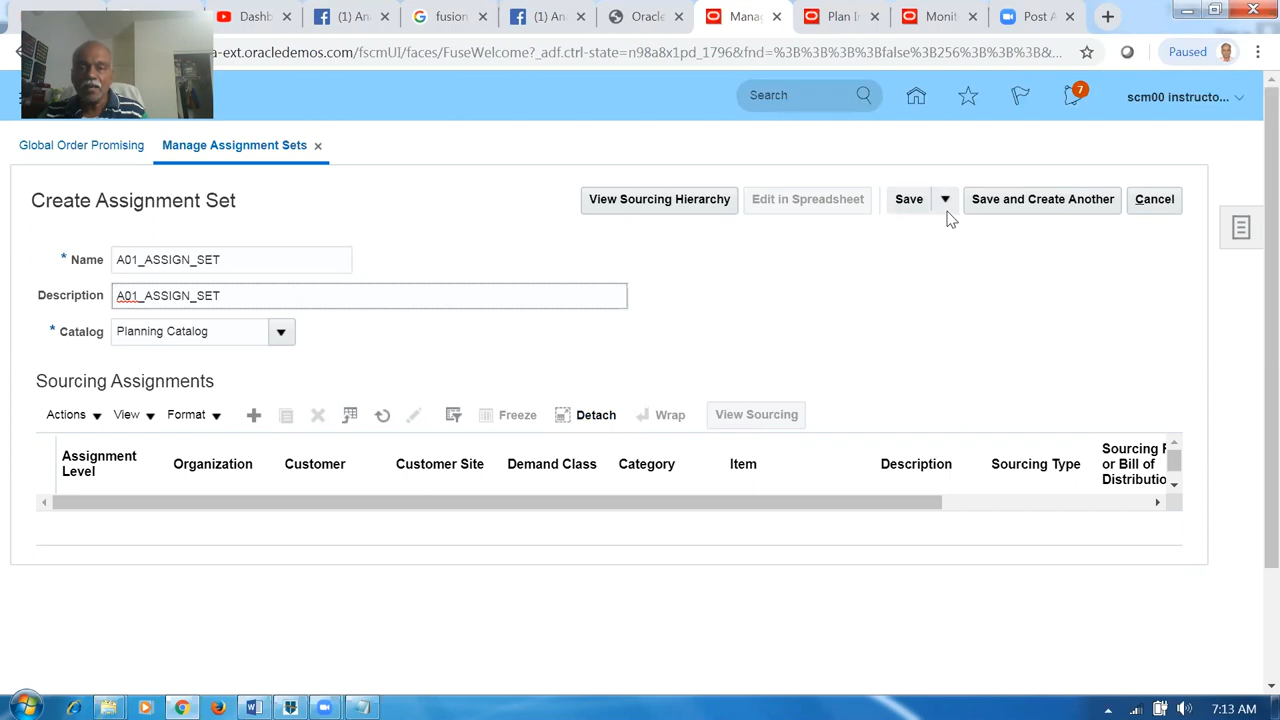 Dashb
(1) An
fusion
(1) A
Oracl
Mana
Plan I
Moni
Post A
a-ext.oracledemos.com/fscmUI/faces/FuseWelcome?_adf.ctrl-state=n98a8x1pd_1796&fnd=%3B%3B%3B%3Bfalse%3B256%3B%3B%3B&...
Paused
Search
7
scm00 instructo...
Global Order Promising
Manage Assignment Sets
Create Assignment Set
View Sourcing Hierarchy
Edit in Spreadsheet
Save
Save and Create Another
Cancel
* Name A01_ASSIGN_SET
Description A01_ASSIGN_SET
* Catalog Planning Catalog
Sourcing Assignments
Actions View Format Freeze Detach Wrap View Sourcing
Assignment Level
Organization
Customer
Customer Site
Demand Class
Category
Item
Description
Sourcing Type
Sourcing R
or Bill of
Distributio
7:13 AM